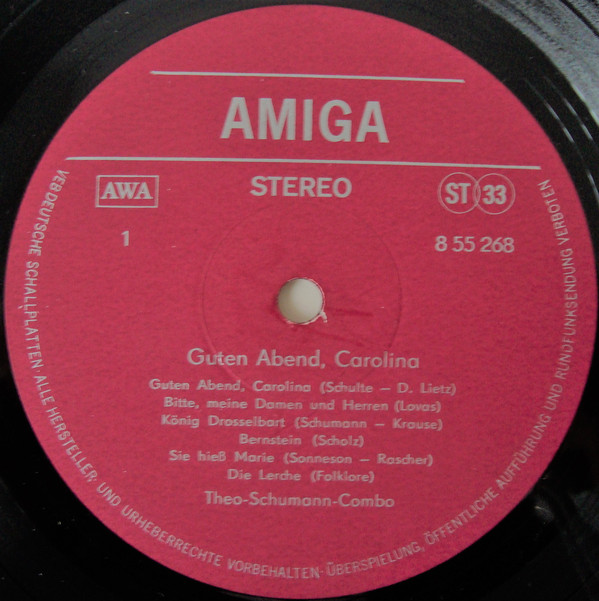 AMIGA
AWA
STEREO
ST 33
1
8 55 268
Guten Abend, Carolina
Guten Abend, Carolina (Schulte – D. Lietz)
Bitte, meine Damen und Herren (Lovas)
König Drosselbart (Schumann – Krause)
Bernstein (Scholz)
Sie hieß Marie (Sonneson – Rascher)
Die Lerche (Folklore)
Theo-Schumann-Combo
VEB DEUTSCHE SCHALLPLATTEN · ALLE HERSTELLER- UND URHEBERRECHTE VORBEHALTEN · ÜBERSPIELUNG, ÖFFENTLICHE AUFFÜHRUNG UND RUNDFUNKSENDUNG VERBOTEN